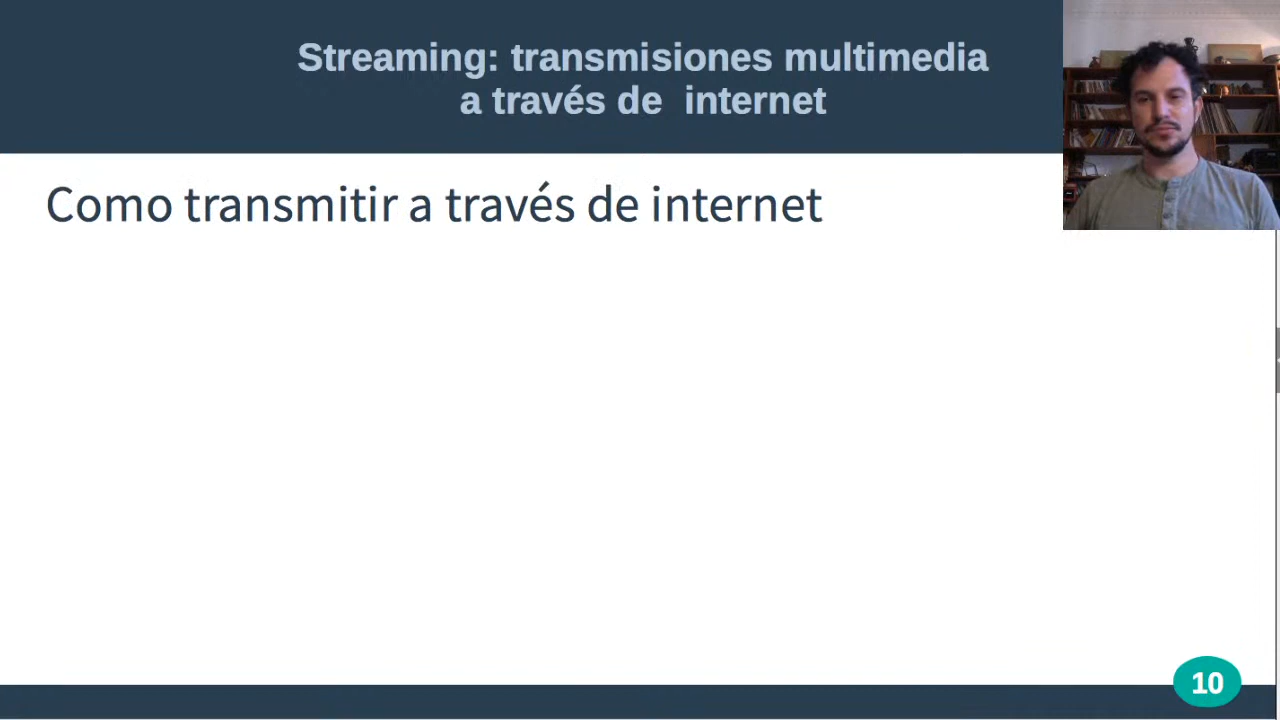 Streaming: transmisiones multimedia
a través de  internet
Como transmitir a través de internet
10